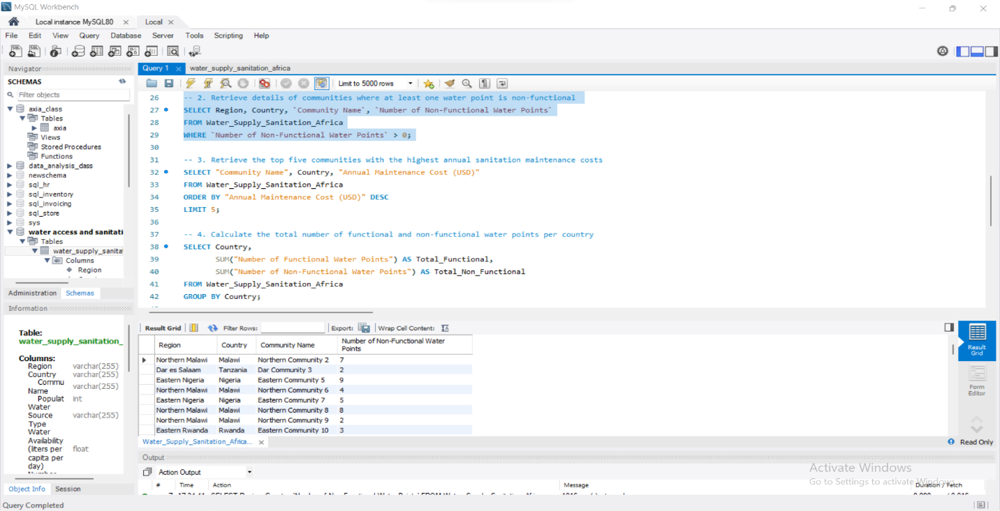 MySQL Workbench
Local instance MySQL80
Local
File Edit View Query Database Server Tools Scripting Help
Navigator
SCHEMAS
Filter objects
axia_class
Tables
axia
Views
Stored Procedures
Functions
data_analysis_class
newschema
sql_hr
sql_inventory
sql_invoicing
sql_store
sys
water access and sanitati
Tables
water_supply_sanita
Columns
Region
Administration Schemas
Information
Table:
water_supply_sanitation_
Columns:
Region varchar(255)
Country varchar(255)
Commu
Name varchar(255)
Populat int
Water
Source varchar(255)
Type
Water
Availability
(liters per float
capita per
day)
Object Info Session
Query Completed
Query 1 water_supply_sanitation_africa
Limit to 5000 rows
26 -- 2. Retrieve details of communities where at least one water point is non-functional
27 SELECT Region, Country, `Community Name`, `Number of Non-Functional Water Points`
28 FROM Water_Supply_Sanitation_Africa
29 WHERE `Number of Non-Functional Water Points` > 0;
30
31 -- 3. Retrieve the top five communities with the highest annual sanitation maintenance costs
32 SELECT "Community Name", Country, "Annual Maintenance Cost (USD)"
33 FROM Water_Supply_Sanitation_Africa
34 ORDER BY "Annual Maintenance Cost (USD)" DESC
35 LIMIT 5;
36
37 -- 4. Calculate the total number of functional and non-functional water points per country
38 SELECT Country,
39 SUM("Number of Functional Water Points") AS Total_Functional,
40 SUM("Number of Non-Functional Water Points") AS Total_Non_Functional
41 FROM Water_Supply_Sanitation_Africa
42 GROUP BY Country;
Result Grid Filter Rows: Export: Wrap Cell Content:
Region Country Community Name Number of Non-Functional Water Points
Northern Malawi Malawi Northern Community 2 7
Dar es Salaam Tanzania Dar Community 3 2
Eastern Nigeria Nigeria Eastern Community 5 9
Northern Malawi Malawi Northern Community 6 4
Eastern Nigeria Nigeria Eastern Community 7 5
Northern Malawi Malawi Northern Community 8 8
Northern Malawi Malawi Northern Community 9 2
Eastern Rwanda Rwanda Eastern Community 10 3
Result
Grid
Form
Editor
Water_Supply_Sanitation_Africa...
Read Only
Output
Action Output
# Time Action Message Duration / Fetch
Activate Windows
Go to Settings to activate Windows.